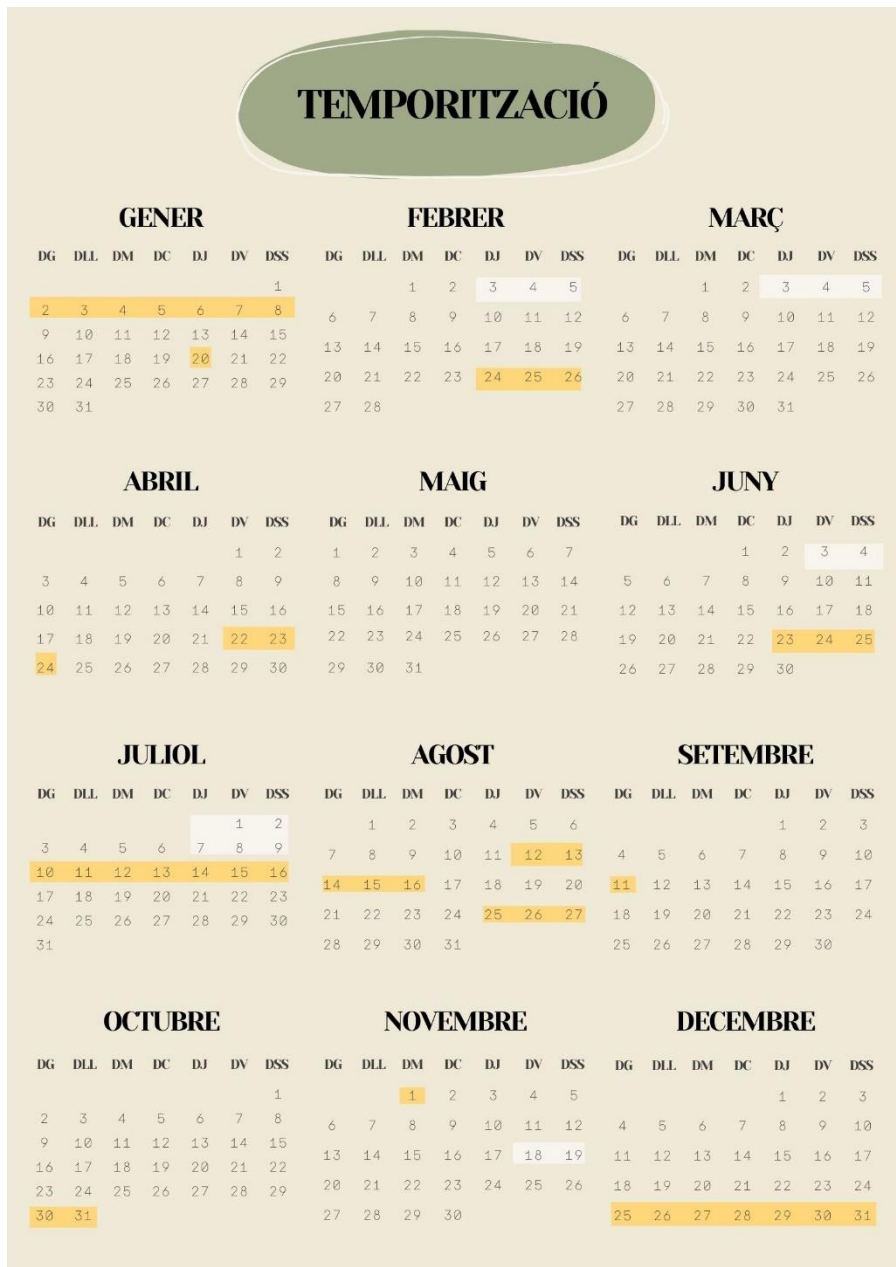 TEMPORITZACIÓ
GENER
DG DLL DM DC DJ DV DSS
1
2 3 4 5 6 7 8
9 10 11 12 13 14 15
16 17 18 19 20 21 22
23 24 25 26 27 28 29
30 31
FEBRER
DG DLL DM DC DJ DV DSS
1 2 3 4 5
6 7 8 9 10 11 12
13 14 15 16 17 18 19
20 21 22 23 24 25 26
27 28
MARÇ
DG DLL DM DC DJ DV DSS
1 2 3 4 5
6 7 8 9 10 11 12
13 14 15 16 17 18 19
20 21 22 23 24 25 26
27 28 29 30 31
ABRIL
DG DLL DM DC DJ DV DSS
1 2
3 4 5 6 7 8 9
10 11 12 13 14 15 16
17 18 19 20 21 22 23
24 25 26 27 28 29 30
MAIG
DG DLL DM DC DJ DV DSS
1 2 3 4 5 6 7
8 9 10 11 12 13 14
15 16 17 18 19 20 21
22 23 24 25 26 27 28
29 30 31
JUNY
DG DLL DM DC DJ DV DSS
1 2 3 4
5 6 7 8 9 10 11
12 13 14 15 16 17 18
19 20 21 22 23 24 25
26 27 28 29 30
JULIOL
DG DLL DM DC DJ DV DSS
1 2
3 4 5 6 7 8 9
10 11 12 13 14 15 16
17 18 19 20 21 22 23
24 25 26 27 28 29 30
31
AGOST
DG DLL DM DC DJ DV DSS
1 2 3 4 5 6
7 8 9 10 11 12 13
14 15 16 17 18 19 20
21 22 23 24 25 26 27
28 29 30 31
SETEMBRE
DG DLL DM DC DJ DV DSS
1 2 3
4 5 6 7 8 9 10
11 12 13 14 15 16 17
18 19 20 21 22 23 24
25 26 27 28 29 30
OCTUBRE
DG DLL DM DC DJ DV DSS
1
2 3 4 5 6 7 8
9 10 11 12 13 14 15
16 17 18 19 20 21 22
23 24 25 26 27 28 29
30 31
NOVEMBRE
DG DLL DM DC DJ DV DSS
1 2 3 4 5
6 7 8 9 10 11 12
13 14 15 16 17 18 19
20 21 22 23 24 25 26
27 28 29 30
DECEMBRE
DG DLL DM DC DJ DV DSS
1 2 3
4 5 6 7 8 9 10
11 12 13 14 15 16 17
18 19 20 21 22 23 24
25 26 27 28 29 30 31